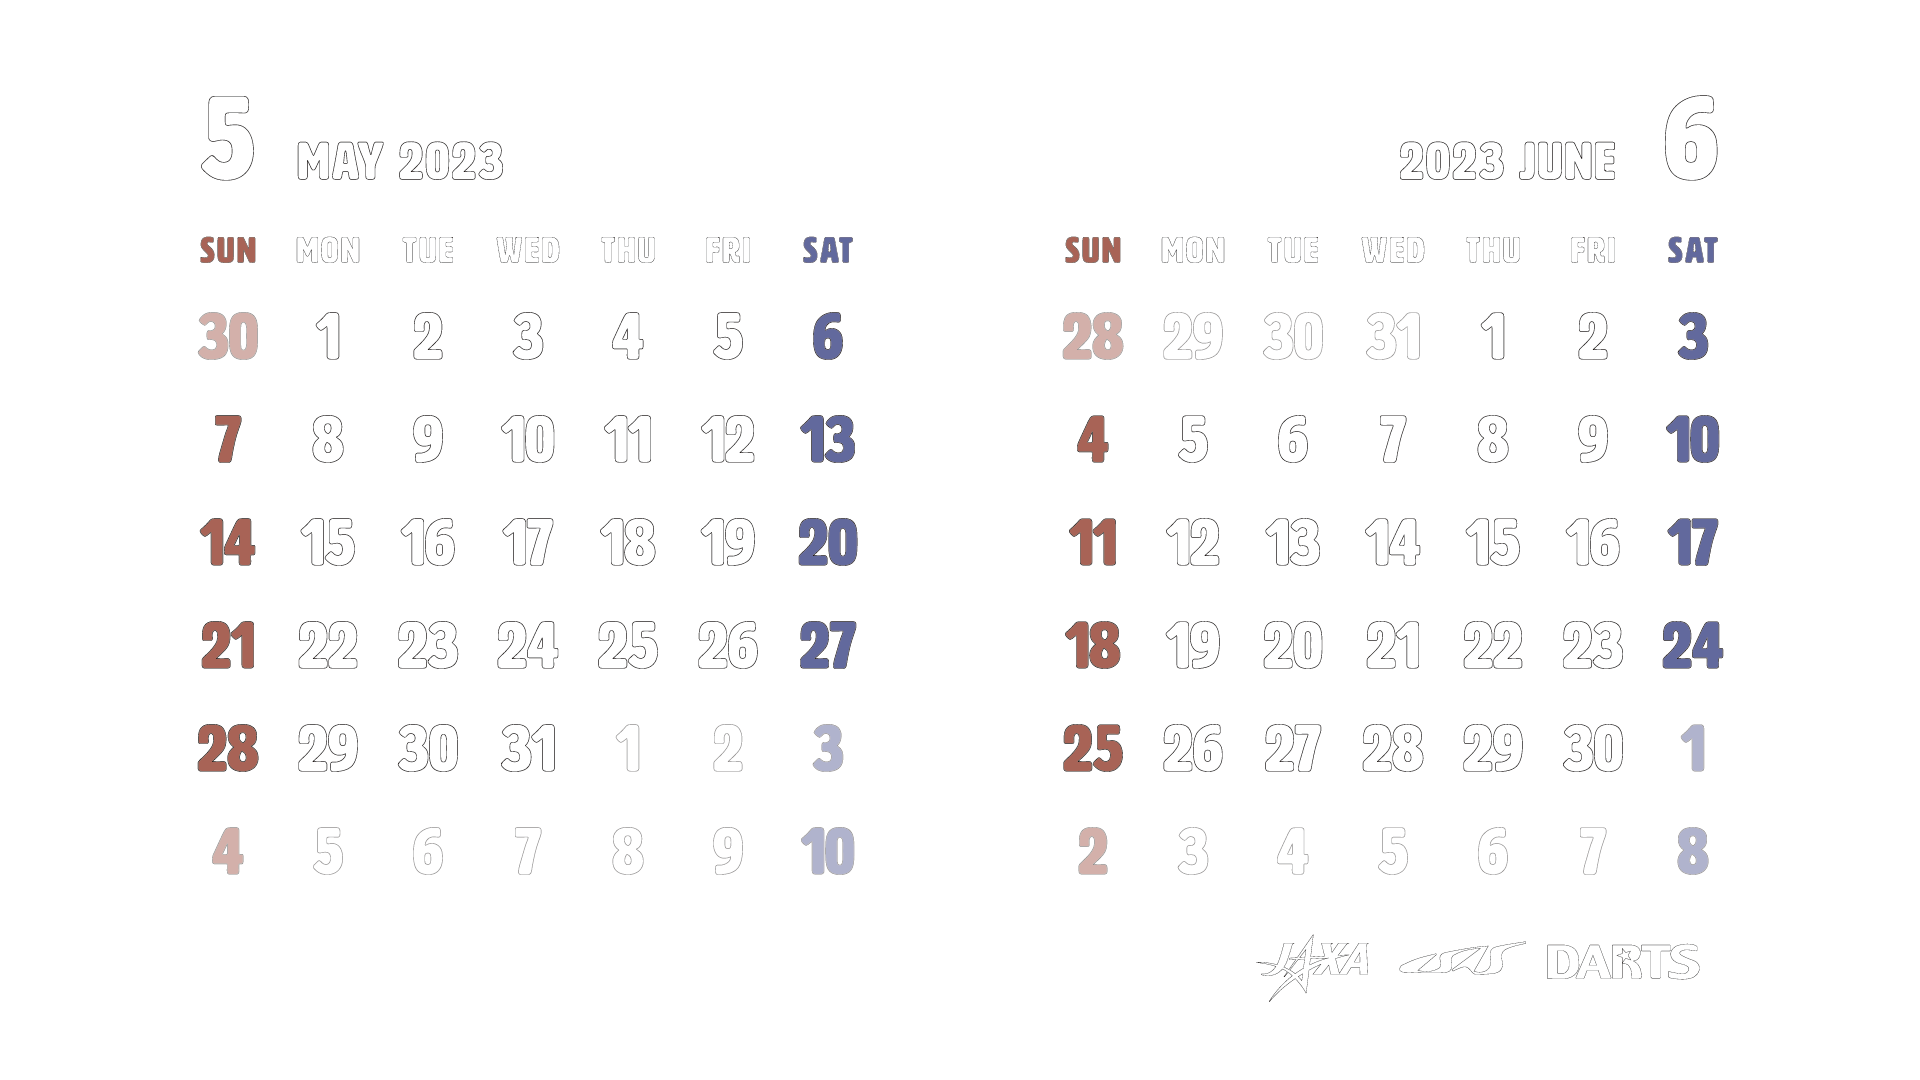 5 MAY 2023
SUN MON TUE WED THU FRI SAT
30 1 2 3 4 5 6
7 8 9 10 11 12 13
14 15 16 17 18 19 20
21 22 23 24 25 26 27
28 29 30 31 1 2 3
4 5 6 7 8 9 10
2023 JUNE 6
SUN MON TUE WED THU FRI SAT
28 29 30 31 1 2 3
4 5 6 7 8 9 10
11 12 13 14 15 16 17
18 19 20 21 22 23 24
25 26 27 28 29 30 1
2 3 4 5 6 7 8
JAXA ISAS DARTS